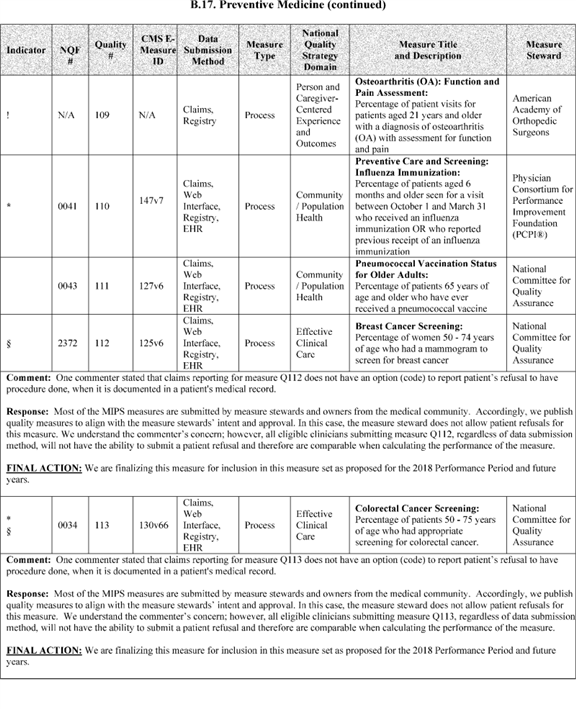 B.17. Preventive Medicine (continued)
Indicator
NQF
#
Quality
#
CMS E-
Measure
ID
Data
Submission
Method
Measure
Type
National
Quality
Strategy
Domain
Measure Title
and Description
Measure
Steward
!
N/A
109
N/A
Claims,
Registry
Process
Person and
Caregiver-
Centered
Experience
and
Outcomes
Osteoarthritis (OA): Function and
Pain Assessment:
Percentage of patient visits for
patients aged 21 years and older
with a diagnosis of osteoarthritis
(OA) with assessment for function
and pain
American
Academy of
Orthopedic
Surgeons
*
0041
110
147v7
Claims,
Web
Interface,
Registry,
EHR
Process
Community
/ Population
Health
Preventive Care and Screening:
Influenza Immunization:
Percentage of patients aged 6
months and older seen for a visit
between October 1 and March 31
who received an influenza
immunization OR who reported
previous receipt of an influenza
immunization
Physician
Consortium for
Performance
Improvement
Foundation
(PCPI®)
0043
111
127v6
Claims,
Web
Interface,
Registry,
EHR
Process
Community
/ Population
Health
Pneumococcal Vaccination Status
for Older Adults:
Percentage of patients 65 years of
age and older who have ever
received a pneumococcal vaccine
National
Committee for
Quality
Assurance
§
2372
112
125v6
Claims,
Web
Interface,
Registry,
EHR
Process
Effective
Clinical
Care
Breast Cancer Screening:
Percentage of women 50 - 74 years
of age who had a mammogram to
screen for breast cancer
National
Committee for
Quality
Assurance
Comment: One commenter stated that claims reporting for measure Q112 does not have an option (code) to report patient's refusal to have
procedure done, when it is documented in a patient's medical record.
Response: Most of the MIPS measures are submitted by measure stewards and owners from the medical community. Accordingly, we publish
quality measures to align with the measure stewards' intent and approval. In this case, the measure steward does not allow patient refusals for
this measure. We understand the commenter's concern; however, all eligible clinicians submitting measure Q112, regardless of data submission
method, will not have the ability to submit a patient refusal and therefore are comparable when calculating the performance of the measure.
FINAL ACTION: We are finalizing this measure for inclusion in this measure set as proposed for the 2018 Performance Period and future
years.
*
§
0034
113
130v66
Claims,
Web
Interface,
Registry,
EHR
Process
Effective
Clinical
Care
Colorectal Cancer Screening:
Percentage of patients 50 - 75 years
of age who had appropriate
screening for colorectal cancer.
National
Committee for
Quality
Assurance
Comment: One commenter stated that claims reporting for measure Q113 does not have an option (code) to report patient's refusal to have
procedure done, when it is documented in a patient's medical record.
Response: Most of the MIPS measures are submitted by measure stewards and owners from the medical community. Accordingly, we publish
quality measures to align with the measure stewards' intent and approval. In this case, the measure steward does not allow patient refusals for
this measure. We understand the commenter's concern; however, all eligible clinicians submitting measure Q113, regardless of data submission
method, will not have the ability to submit a patient refusal and therefore are comparable when calculating the performance of the measure.
FINAL ACTION: We are finalizing this measure for inclusion in this measure set as proposed for the 2018 Performance Period and future
years.